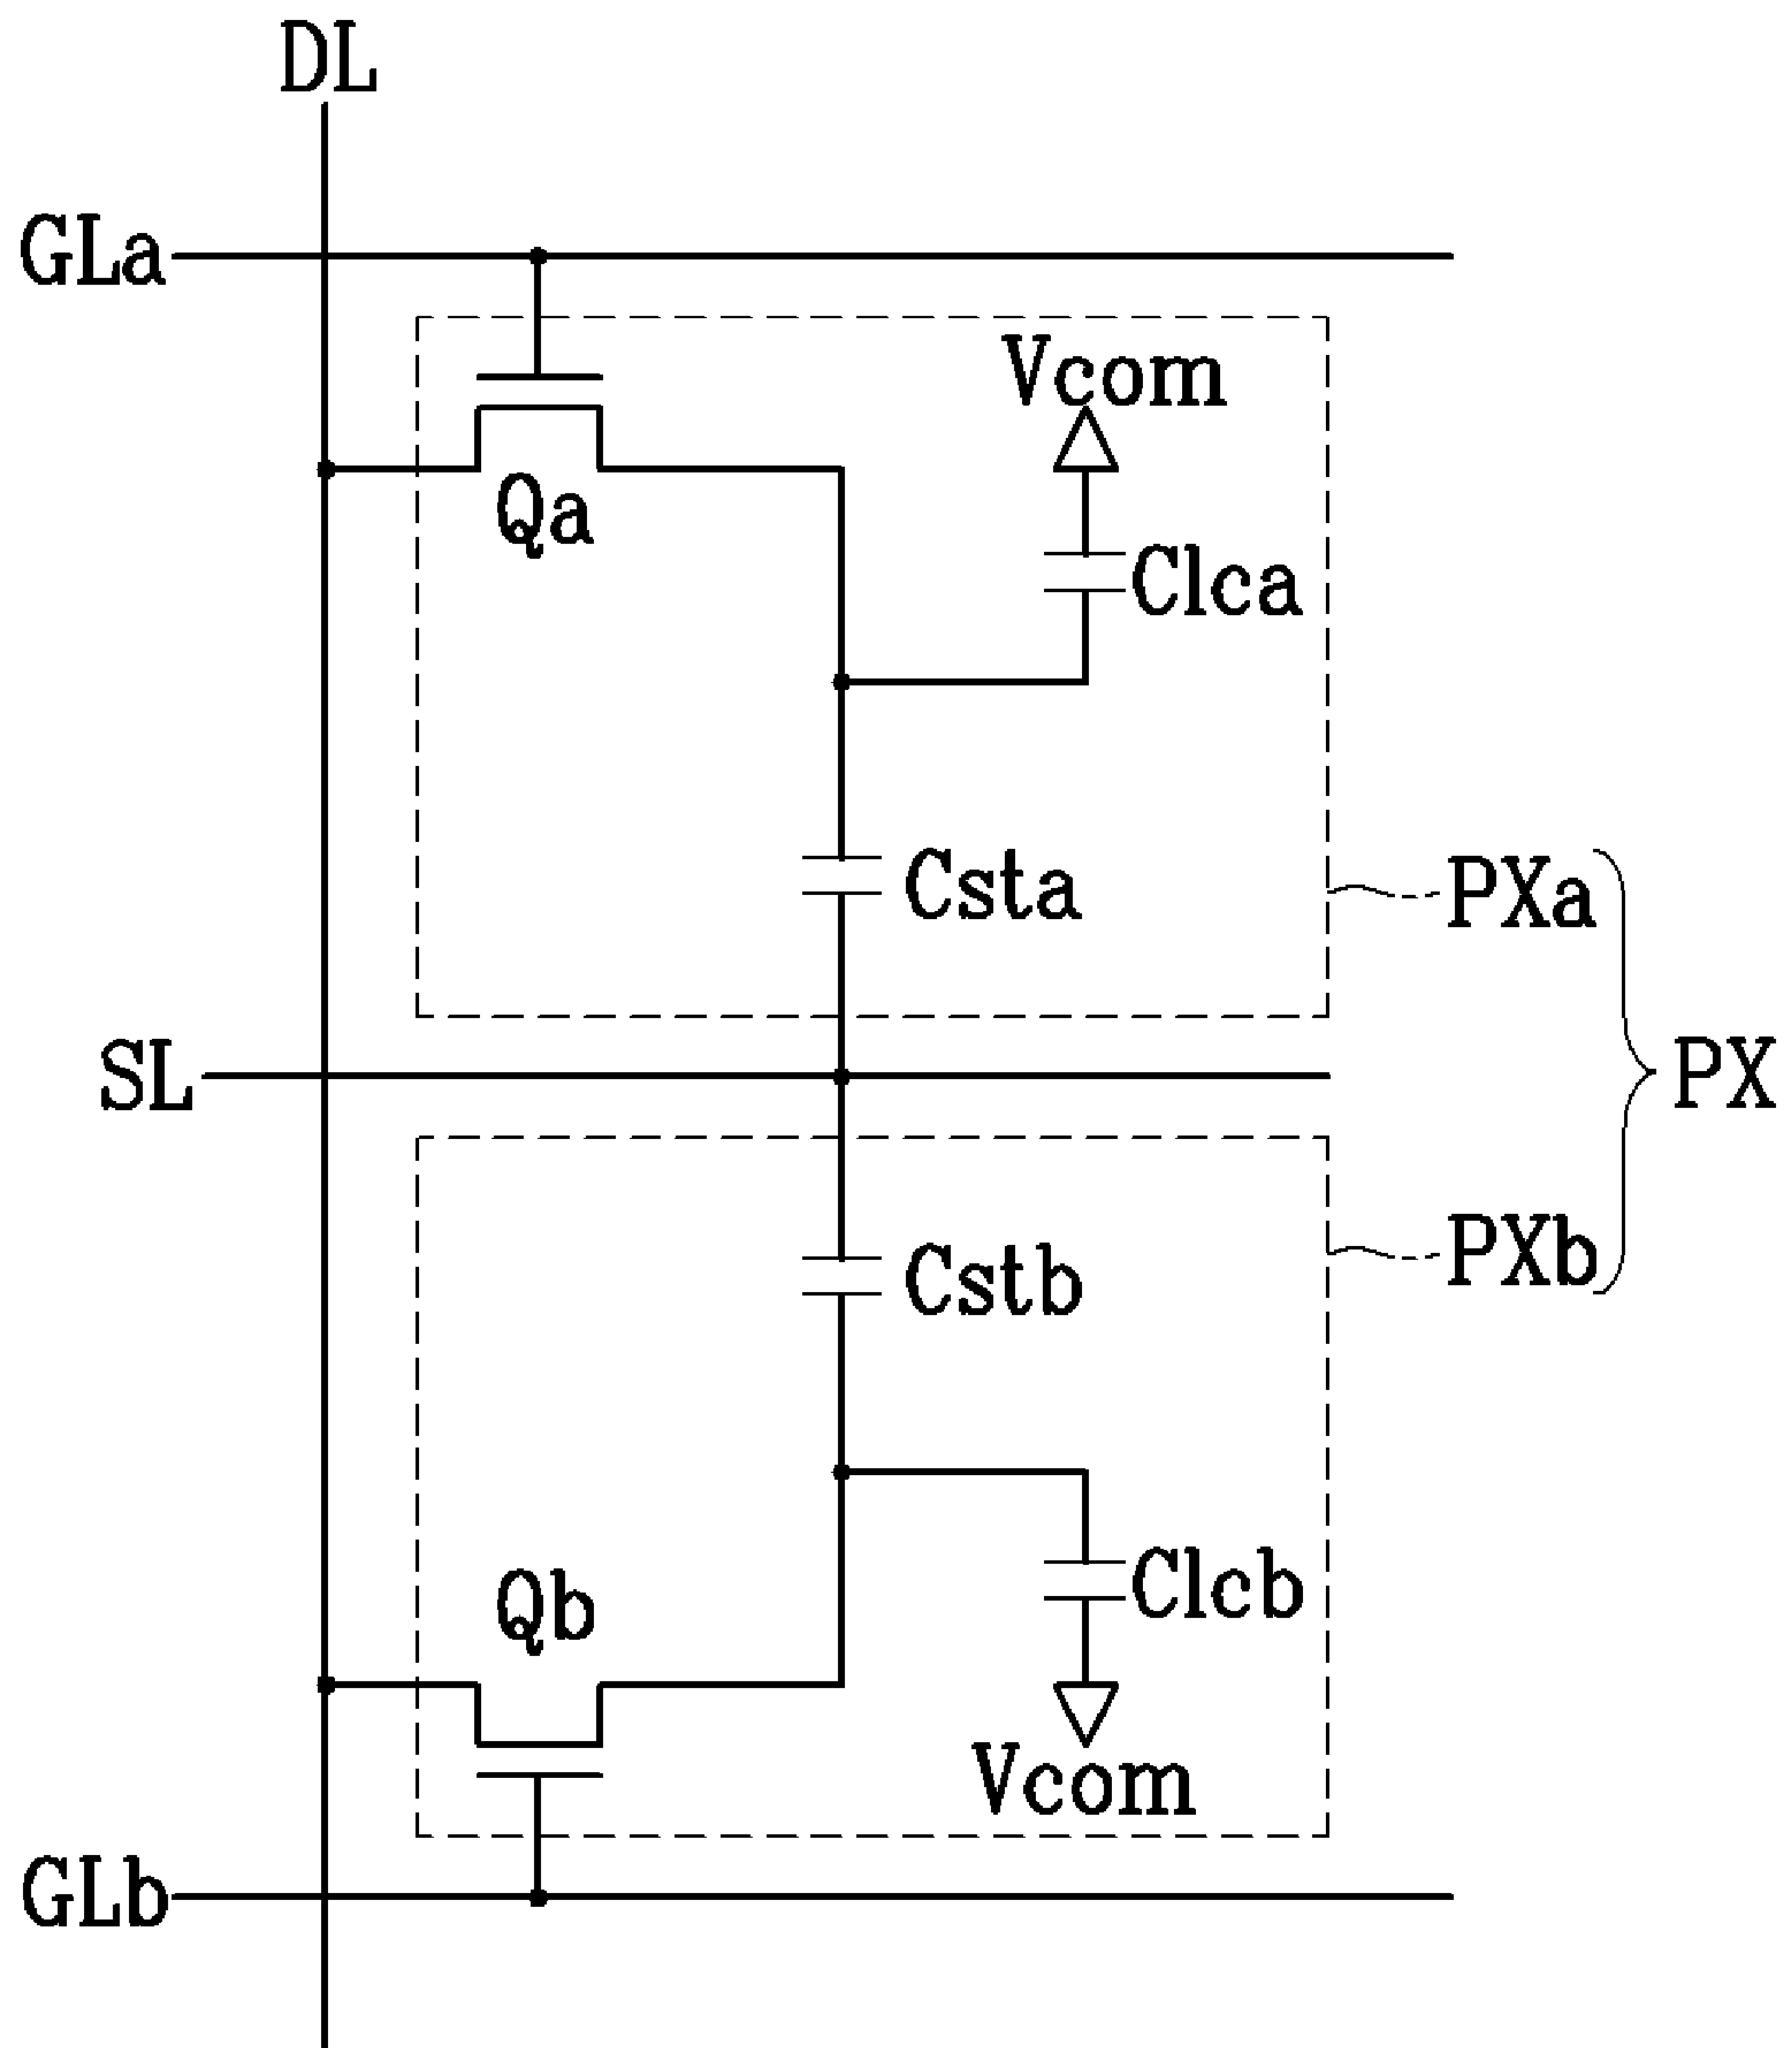 DL
GLa
Vcom
Qa
Clca
Csta
PXa
SL
PX
PXb
Cstb
Qb
Clcb
Vcom
GLb